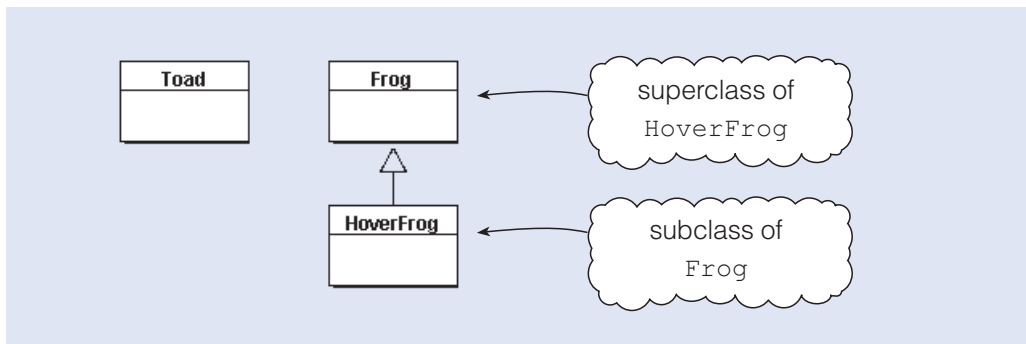 Toad
Frog
superclass of
HoverFrog
HoverFrog
subclass of
Frog